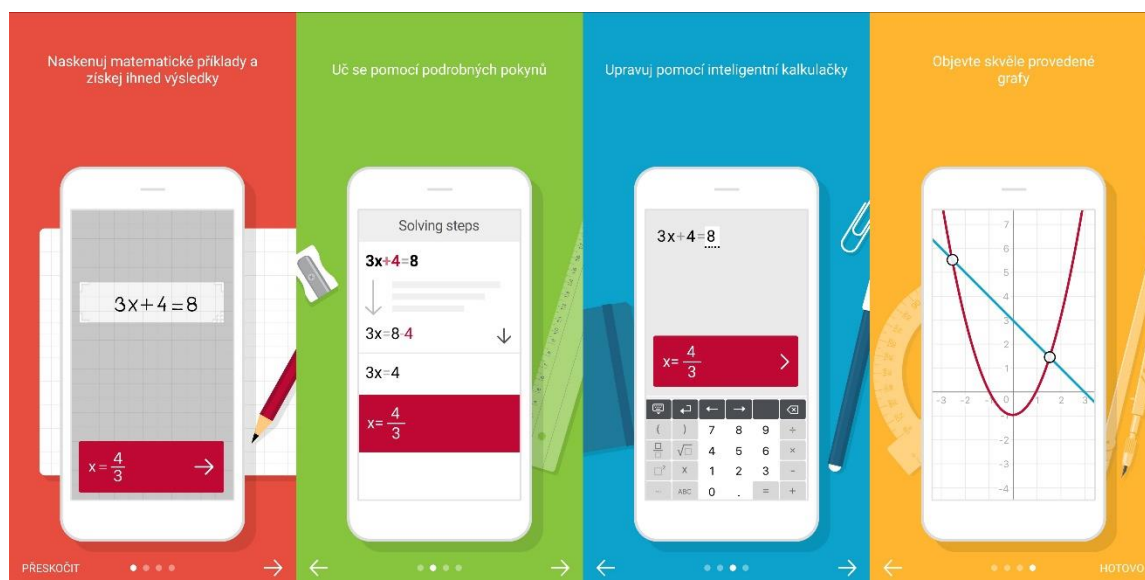 Naskenuj matematické příklady a
získej ihned výsledky
3x+4=8
x=4/3
PŘESKOČIT
Uč se pomocí podrobných pokynů
Solving steps
3x+4=8
3x=8-4
3x=4
x=4/3
Upravuj pomocí inteligentní kalkulačky
3x+4=8
x=4/3
( ) 7 8 9 ÷
√ 4 5 6 ×
□² X 1 2 3 -
ABC 0 . = +
Objevte skvěle provedené
grafy
7
6
5
4
3
2
1
-3 -2 -1 0 1 2 3
-2
-3
-4
HOTOVO